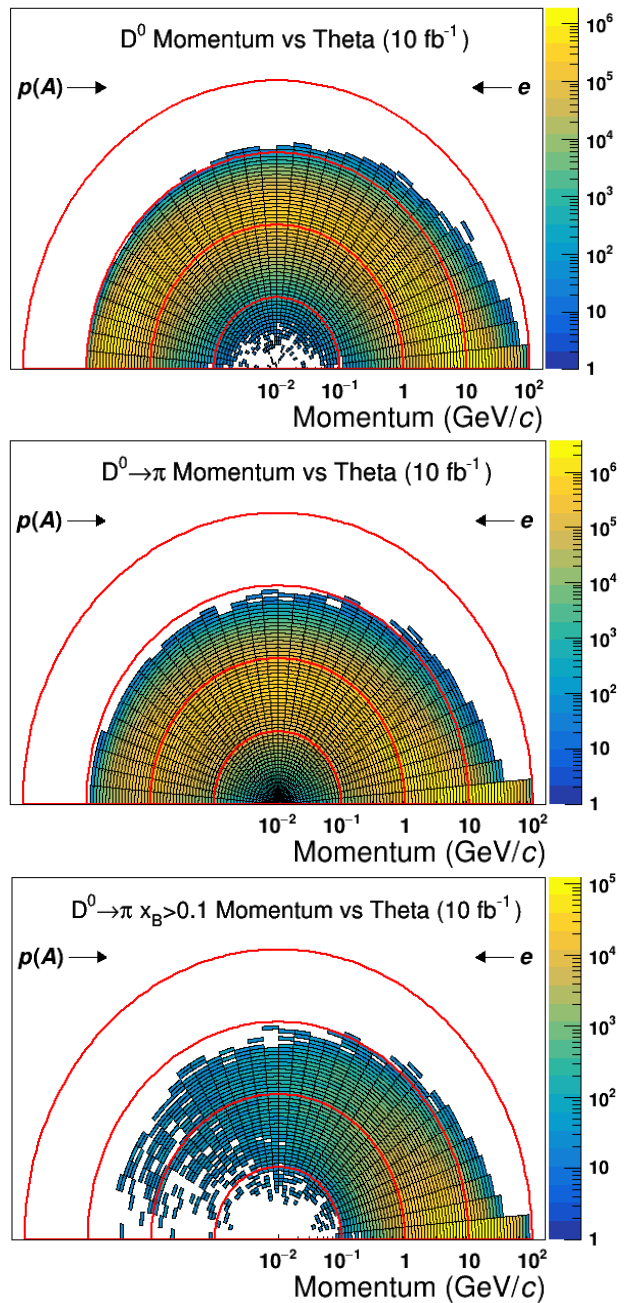 D⁰ Momentum vs Theta (10 fb⁻¹)
p(A) → ← e
10⁶
10⁵
10⁴
10³
10²
10
1
10⁻² 10⁻¹ 1 10 10²
Momentum (GeV/c)
D⁰→π Momentum vs Theta (10 fb⁻¹)
p(A) → ← e
10⁶
10⁵
10⁴
10³
10²
10
1
10⁻² 10⁻¹ 1 10 10²
Momentum (GeV/c)
D⁰→π x_B>0.1 Momentum vs Theta (10 fb⁻¹)
p(A) → ← e
10⁵
10⁴
10³
10²
10
1
10⁻² 10⁻¹ 1 10 10²
Momentum (GeV/c)